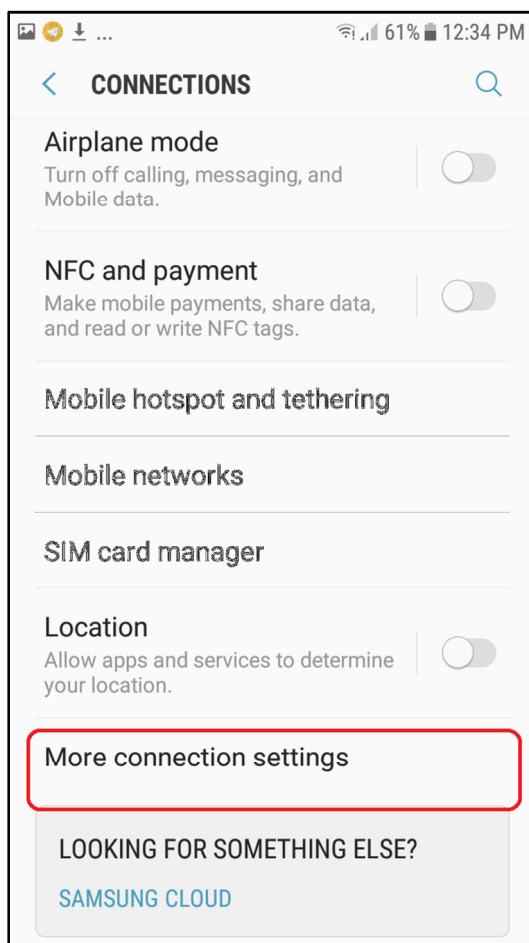 ... 61% 12:34 PM
CONNECTIONS
Airplane mode
Turn off calling, messaging, and
Mobile data.
NFC and payment
Make mobile payments, share data,
and read or write NFC tags.
Mobile hotspot and tethering
Mobile networks
SIM card manager
Location
Allow apps and services to determine
your location.
More connection settings
LOOKING FOR SOMETHING ELSE?
SAMSUNG CLOUD